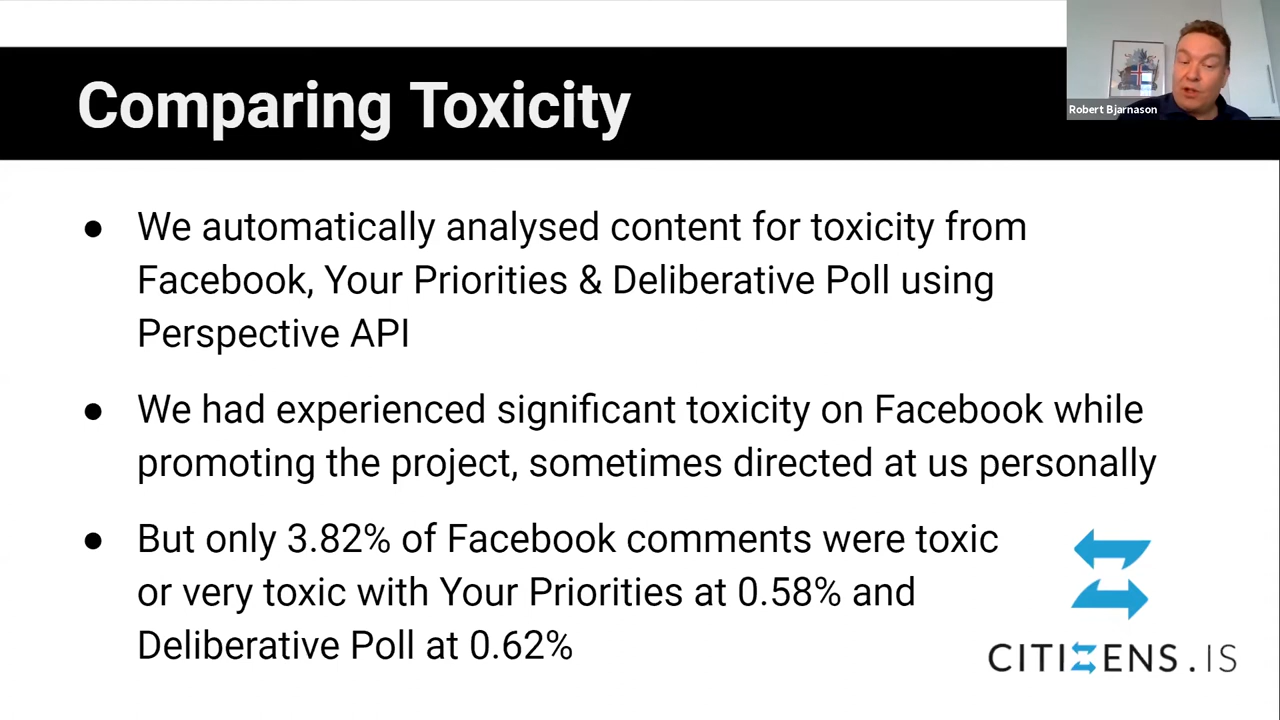 Comparing Toxicity
Robert Bjarnason
● We automatically analysed content for toxicity from
Facebook, Your Priorities & Deliberative Poll using
Perspective API
● We had experienced significant toxicity on Facebook while
promoting the project, sometimes directed at us personally
● But only 3.82% of Facebook comments were toxic
or very toxic with Your Priorities at 0.58% and
Deliberative Poll at 0.62%
CITIZENS.IS